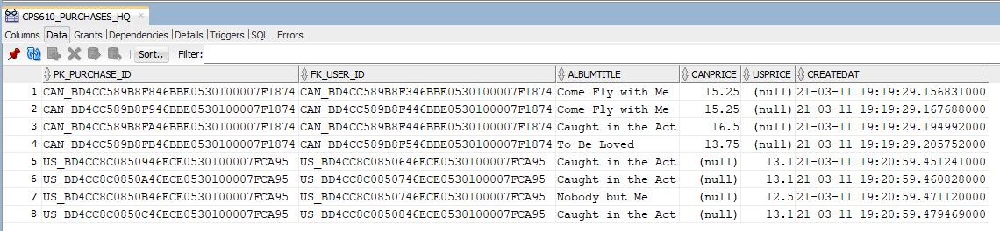 CPS610_PURCHASES_HQ
Columns Data Grants Dependencies Details Triggers SQL Errors
Sort.. Filter:
PK_PURCHASE_ID FK_USER_ID ALBUMTITLE CANPRICE USPRICE CREATEDAT
1 CAN_BD4CC589B8F846BBE0530100007F1874 CAN_BD4CC589B8F346BBE0530100007F1874 Come Fly with Me 15.25 (null) 21-03-11 19:19:29.156831000
2 CAN_BD4CC589B8F946BBE0530100007F1874 CAN_BD4CC589B8F446BBE0530100007F1874 Come Fly with Me 15.25 (null) 21-03-11 19:19:29.167688000
3 CAN_BD4CC589B8FA46BBE0530100007F1874 CAN_BD4CC589B8F446BBE0530100007F1874 Caught in the Act 16.5 (null) 21-03-11 19:19:29.194992000
4 CAN_BD4CC589B8FB46BBE0530100007F1874 CAN_BD4CC589B8F546BBE0530100007F1874 To Be Loved 13.75 (null) 21-03-11 19:19:29.205752000
5 US_BD4CC8C0850946ECE0530100007FCA95 US_BD4CC8C0850646ECE0530100007FCA95 Caught in the Act (null) 13.1 21-03-11 19:20:59.451241000
6 US_BD4CC8C0850A46ECE0530100007FCA95 US_BD4CC8C0850746ECE0530100007FCA95 Caught in the Act (null) 13.1 21-03-11 19:20:59.460828000
7 US_BD4CC8C0850B46ECE0530100007FCA95 US_BD4CC8C0850746ECE0530100007FCA95 Nobody but Me (null) 12.5 21-03-11 19:20:59.471120000
8 US_BD4CC8C0850C46ECE0530100007FCA95 US_BD4CC8C0850846ECE0530100007FCA95 Caught in the Act (null) 13.1 21-03-11 19:20:59.479469000